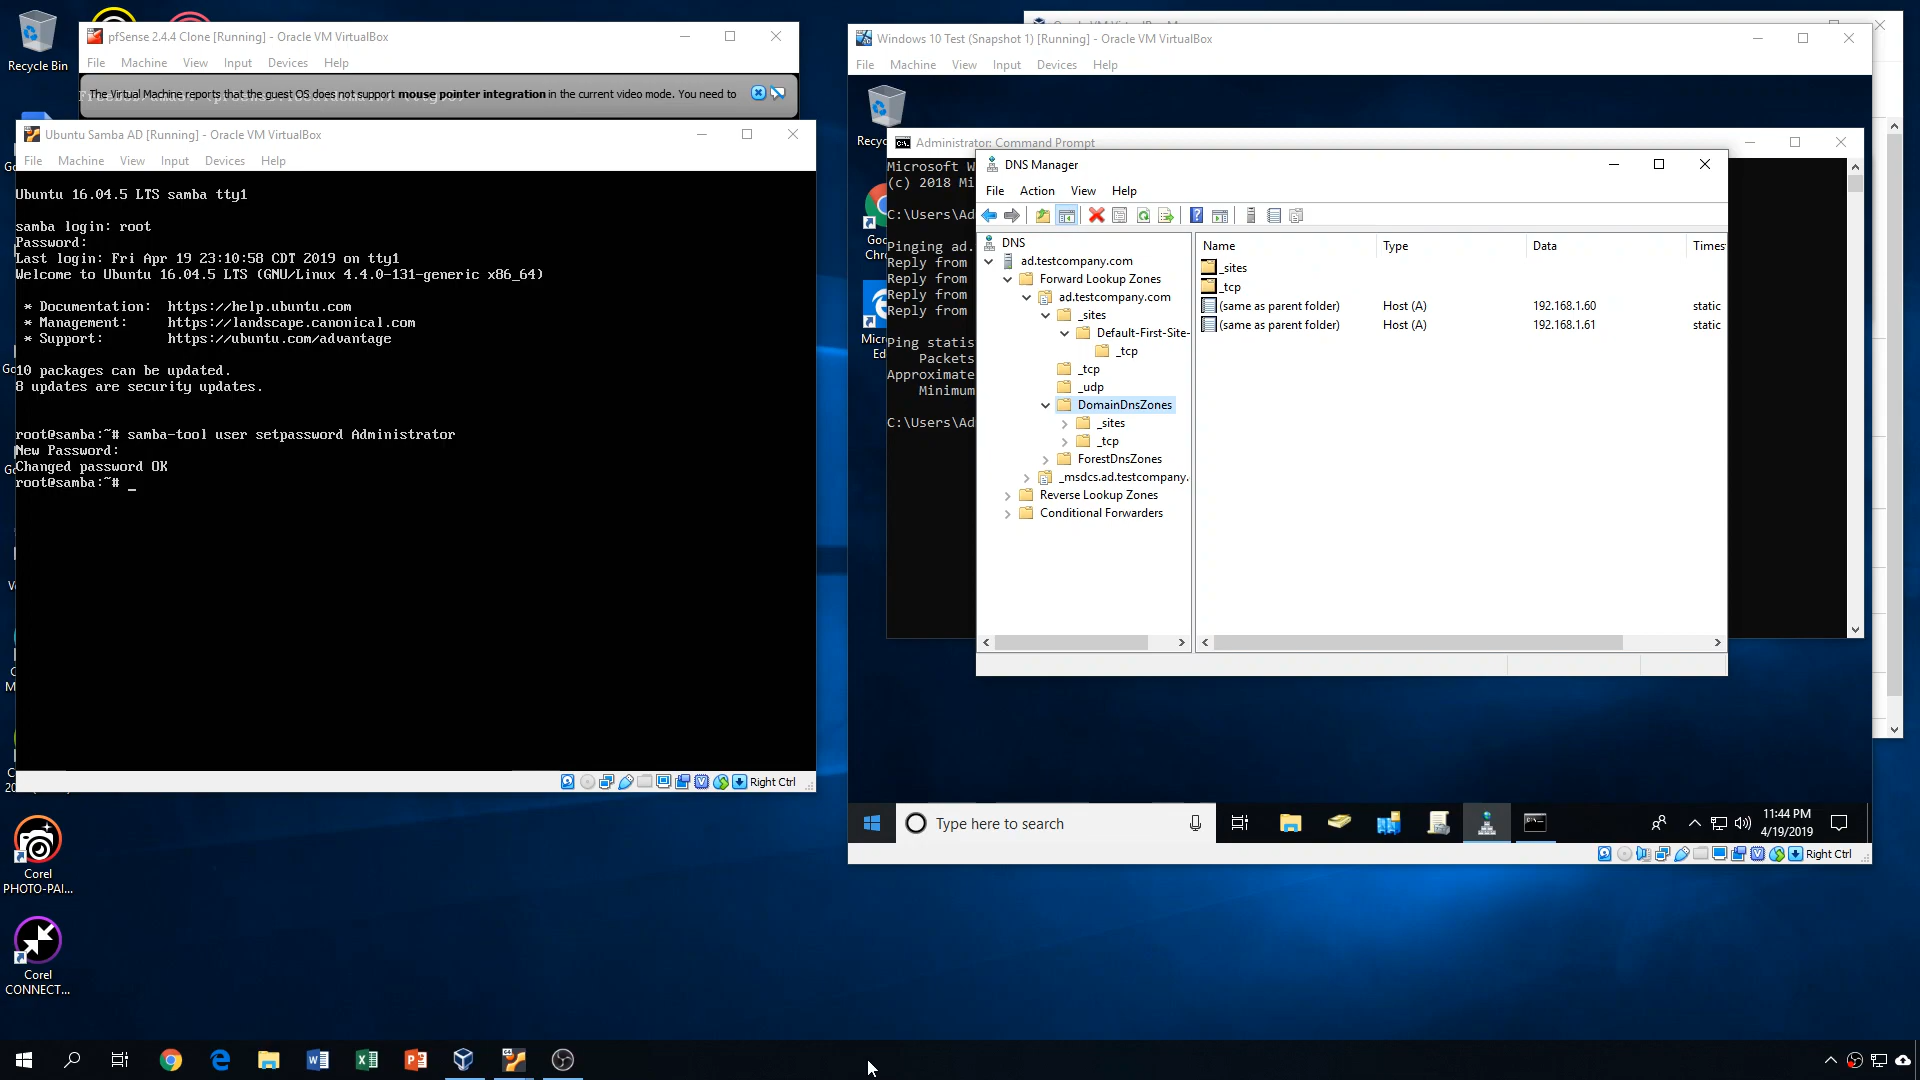 Recycle Bin
pfSense 2.4.4 Clone [Running] - Oracle VM VirtualBox
File Machine View Input Devices Help
The Virtual Machine reports that the guest OS does not support mouse pointer integration in the current video mode. You need to
Ubuntu Samba AD [Running] - Oracle VM VirtualBox
File Machine View Input Devices Help
Ubuntu 16.04.5 LTS samba tty1
samba login: root
Password:
Last login: Fri Apr 19 23:10:58 CDT 2019 on tty1
Welcome to Ubuntu 16.04.5 LTS (GNU/Linux 4.4.0-131-generic x86_64)
* Documentation: https://help.ubuntu.com
* Management: https://landscape.canonical.com
* Support: https://ubuntu.com/advantage
10 packages can be updated.
8 updates are security updates.
root@samba:~# samba-tool user setpassword Administrator
New Password:
Changed password OK
root@samba:~# _
Right Ctrl
Corel
PHOTO-PAI...
Corel
CONNECT...
Windows 10 Test (Snapshot 1) [Running] - Oracle VM VirtualBox
File Machine View Input Devices Help
Administrator: Command Prompt
Microsoft W
(c) 2018 Mi
C:\Users\Ad
Pinging ad.
Reply from
Reply from
Reply from
Reply from
Ping statis
Packets
Approximate
Minimum
C:\Users\Ad
DNS Manager
File Action View Help
DNS
ad.testcompany.com
Forward Lookup Zones
ad.testcompany.com
_sites
Default-First-Site-
_tcp
_tcp
_udp
DomainDnsZones
_sites
_tcp
ForestDnsZones
_msdcs.ad.testcompany.
Reverse Lookup Zones
Conditional Forwarders
Name Type Data Times
_sites
_tcp
(same as parent folder) Host (A) 192.168.1.60 static
(same as parent folder) Host (A) 192.168.1.61 static
Type here to search
11:44 PM
4/19/2019
Right Ctrl